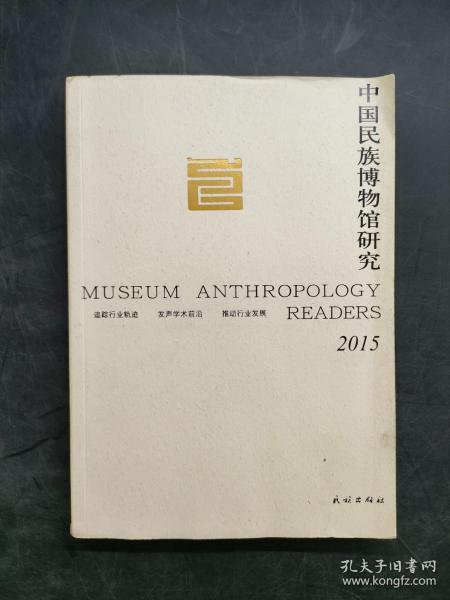 中国民族博物馆研究
MUSEUM ANTHROPOLOGY
追踪行业轨迹 发声学术前沿 推动行业发展
READERS
2015
民族出版社
孔夫子旧书网
www.kongfz.com